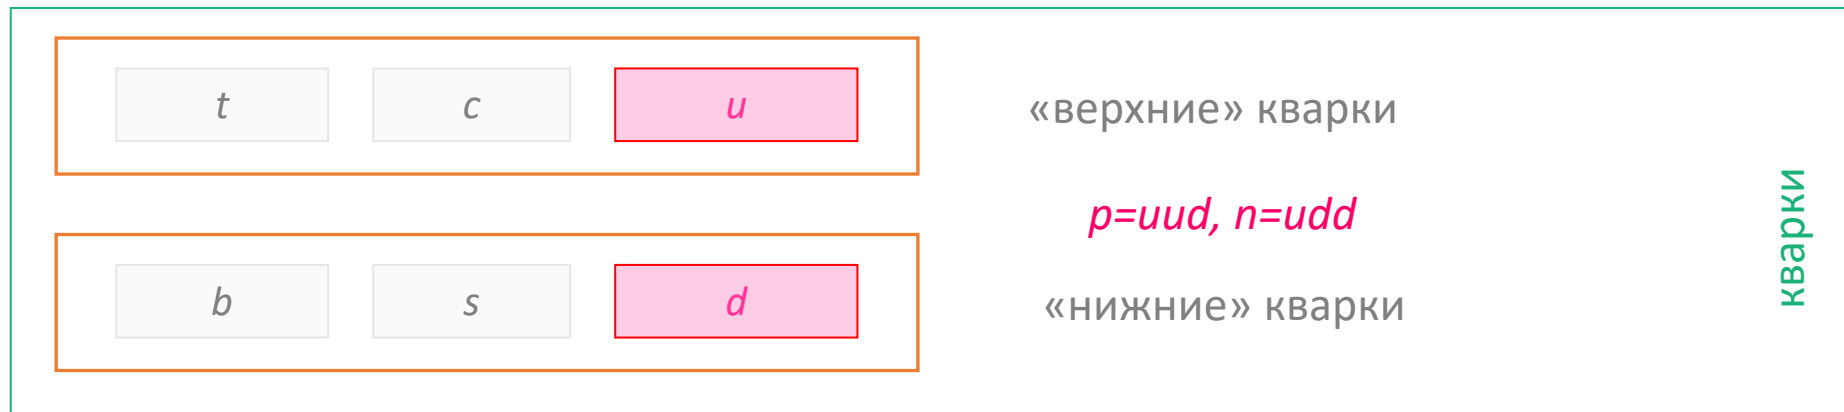 t c u «верхние» кварки
p=uud, n=udd
b s d «нижние» кварки
кварки